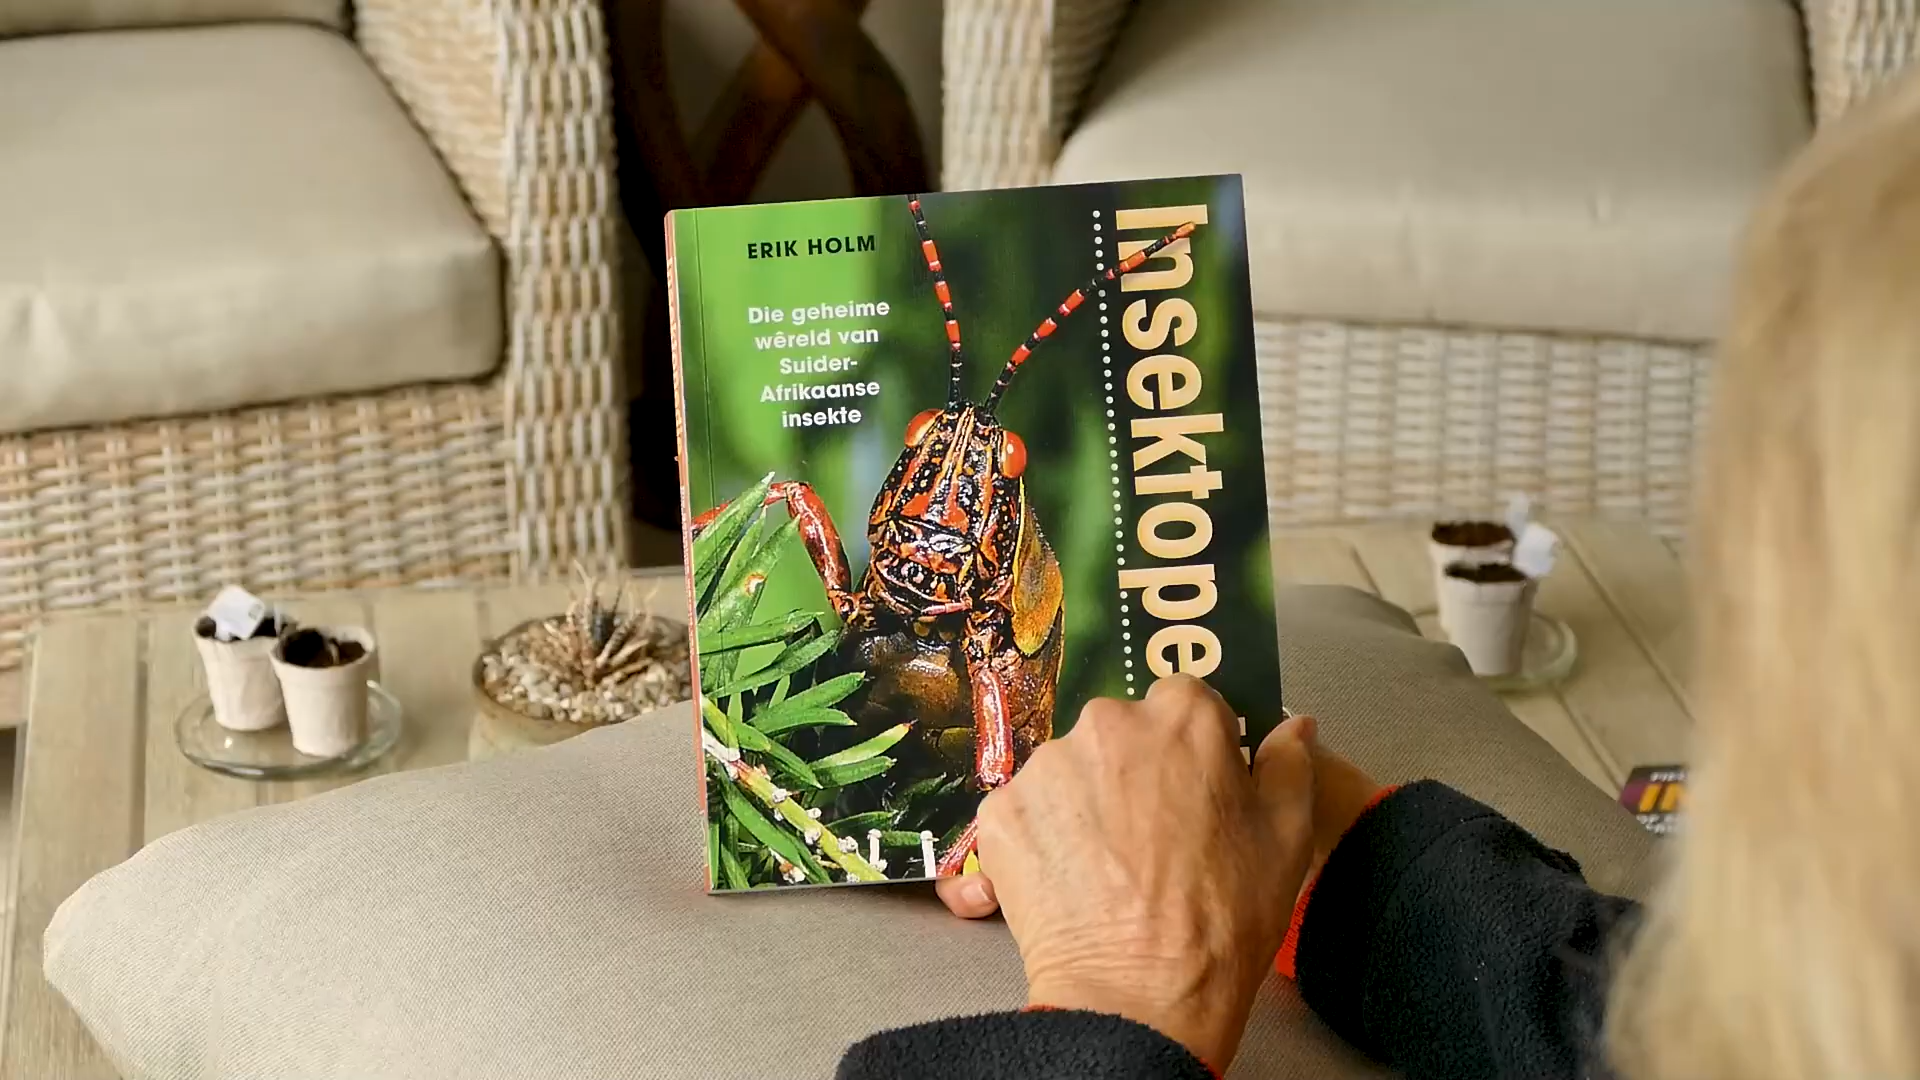 ERIK HOLM
Die geheime
wêreld van
Suider-
Afrikaanse
insekte
Insektope